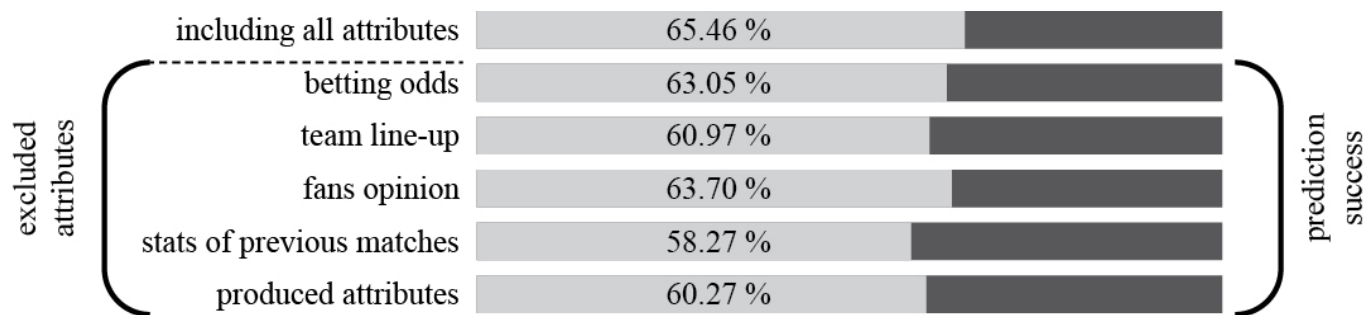 including all attributes 65.46 %
betting odds 63.05 %
team line-up 60.97 %
fans opinion 63.70 %
stats of previous matches 58.27 %
produced attributes 60.27 %
excluded
attributes
prediction
success